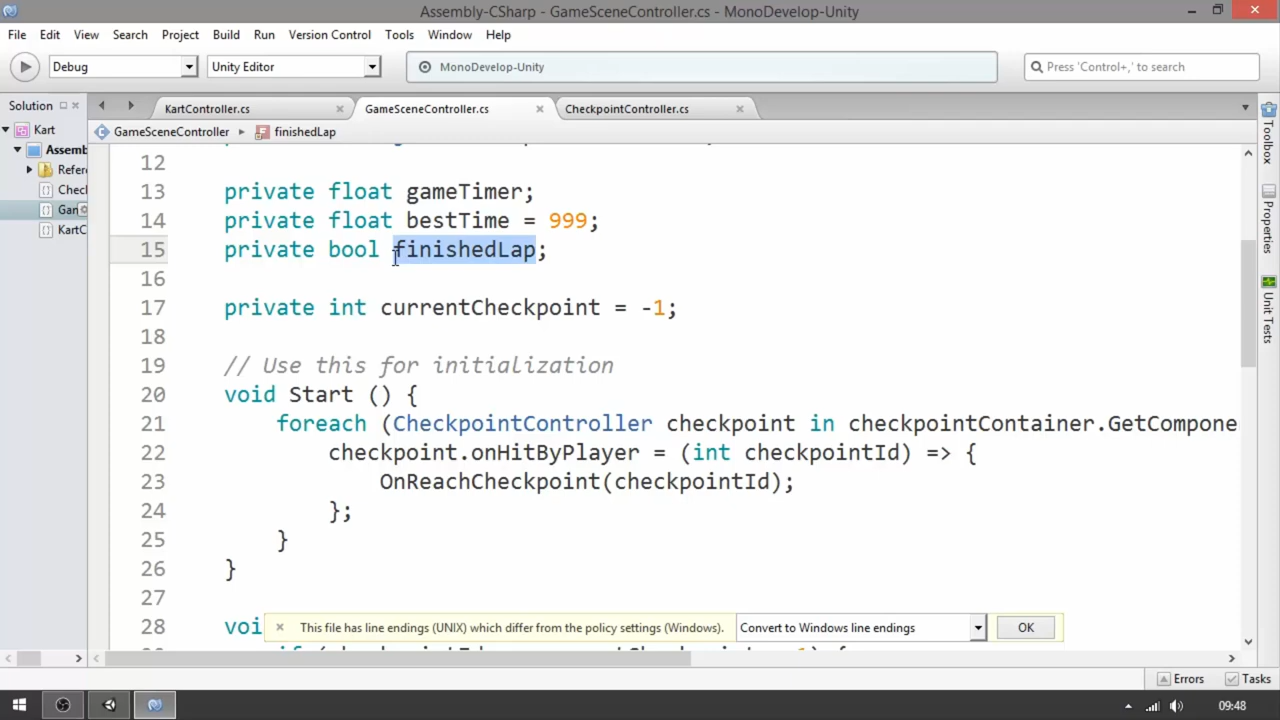 Assembly-CSharp - GameSceneController.cs - MonoDevelop-Unity
File Edit View Search Project Build Run Version Control Tools Window Help
Debug Unity Editor MonoDevelop-Unity Press 'Control+,' to search
Solution KartController.cs GameSceneController.cs CheckpointController.cs
GameSceneController finishedLap
Kart
Assemb
Refer
Check
Gam
KartC
12
13 private float gameTimer;
14 private float bestTime = 999;
15 private bool finishedLap;
16
17 private int currentCheckpoint = -1;
18
19 // Use this for initialization
20 void Start () {
21 foreach (CheckpointController checkpoint in checkpointContainer.GetCompone
22 checkpoint.onHitByPlayer = (int checkpointId) => {
23 OnReachCheckpoint(checkpointId);
24 };
25 }
26 }
27
28 voi
This file has line endings (UNIX) which differ from the policy settings (Windows). Convert to Windows line endings OK
Toolbox
Properties
Unit Tests
Errors Tasks
09:48